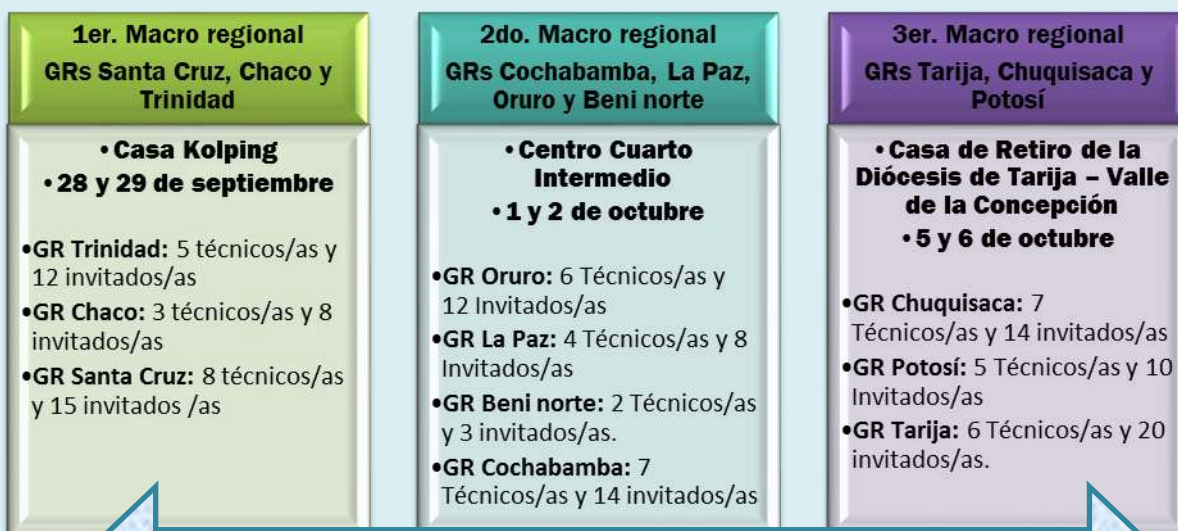 1er. Macro regional
GRs Santa Cruz, Chaco y
Trinidad
•Casa Kolping
•28 y 29 de septiembre
•GR Trinidad: 5 técnicos/as y
12 invitados/as
•GR Chaco: 3 técnicos/as y 8
invitados/as
•GR Santa Cruz: 8 técnicos/as
y 15 invitados /as
2do. Macro regional
GRs Cochabamba, La Paz,
Oruro y Beni norte
•Centro Cuarto
Intermedio
•1 y 2 de octubre
•GR Oruro: 6 Técnicos/as y
12 Invitados/as
•GR La Paz: 4 Técnicos/as y 8
Invitados/as
•GR Beni norte: 2 Técnicos/as
y 3 invitados/as.
•GR Cochabamba: 7
Técnicos/as y 14 invitados/as
3er. Macro regional
GRs Tarija, Chuquisaca y
Potosí
•Casa de Retiro de la
Diócesis de Tarija – Valle
de la Concepción
•5 y 6 de octubre
•GR Chuquisaca: 7
Técnicos/as y 14 invitados/as
•GR Potosí: 5 Técnicos/as y 10
Invitados/as
•GR Tarija: 6 Técnicos/as y 20
invitados/as.